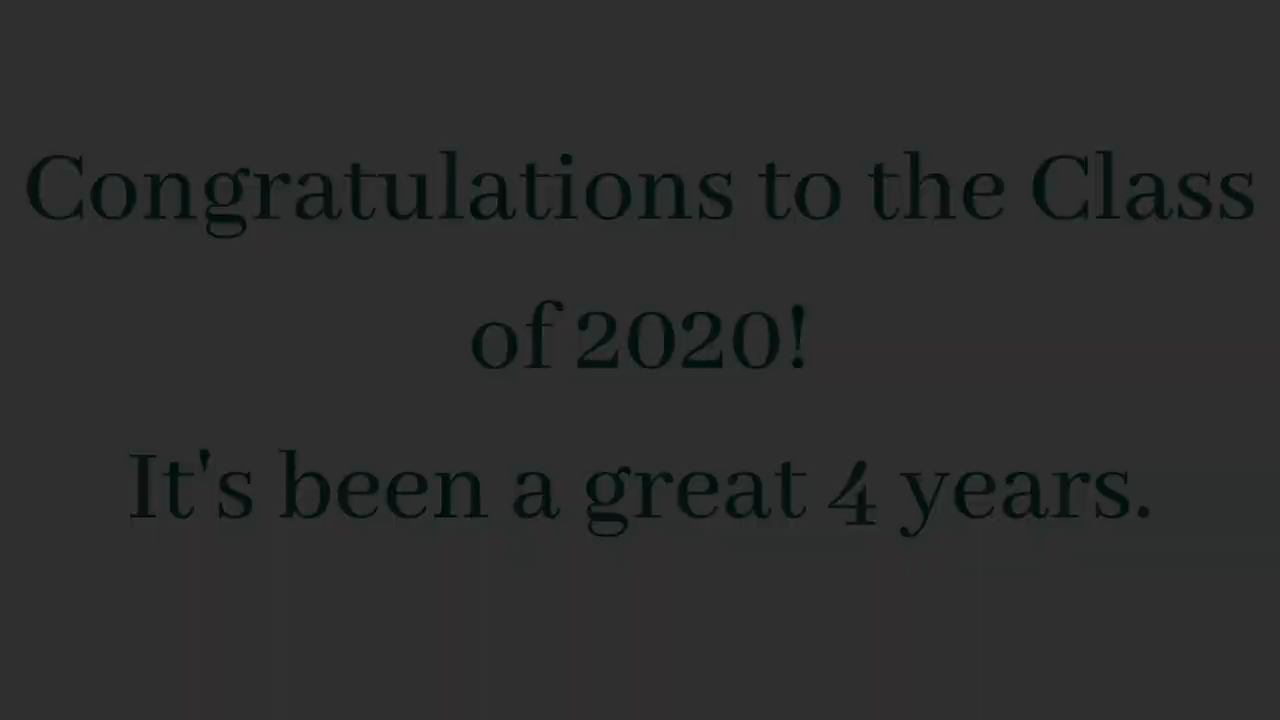 Congratulations to the Class
of 2020!
It's been a great 4 years.